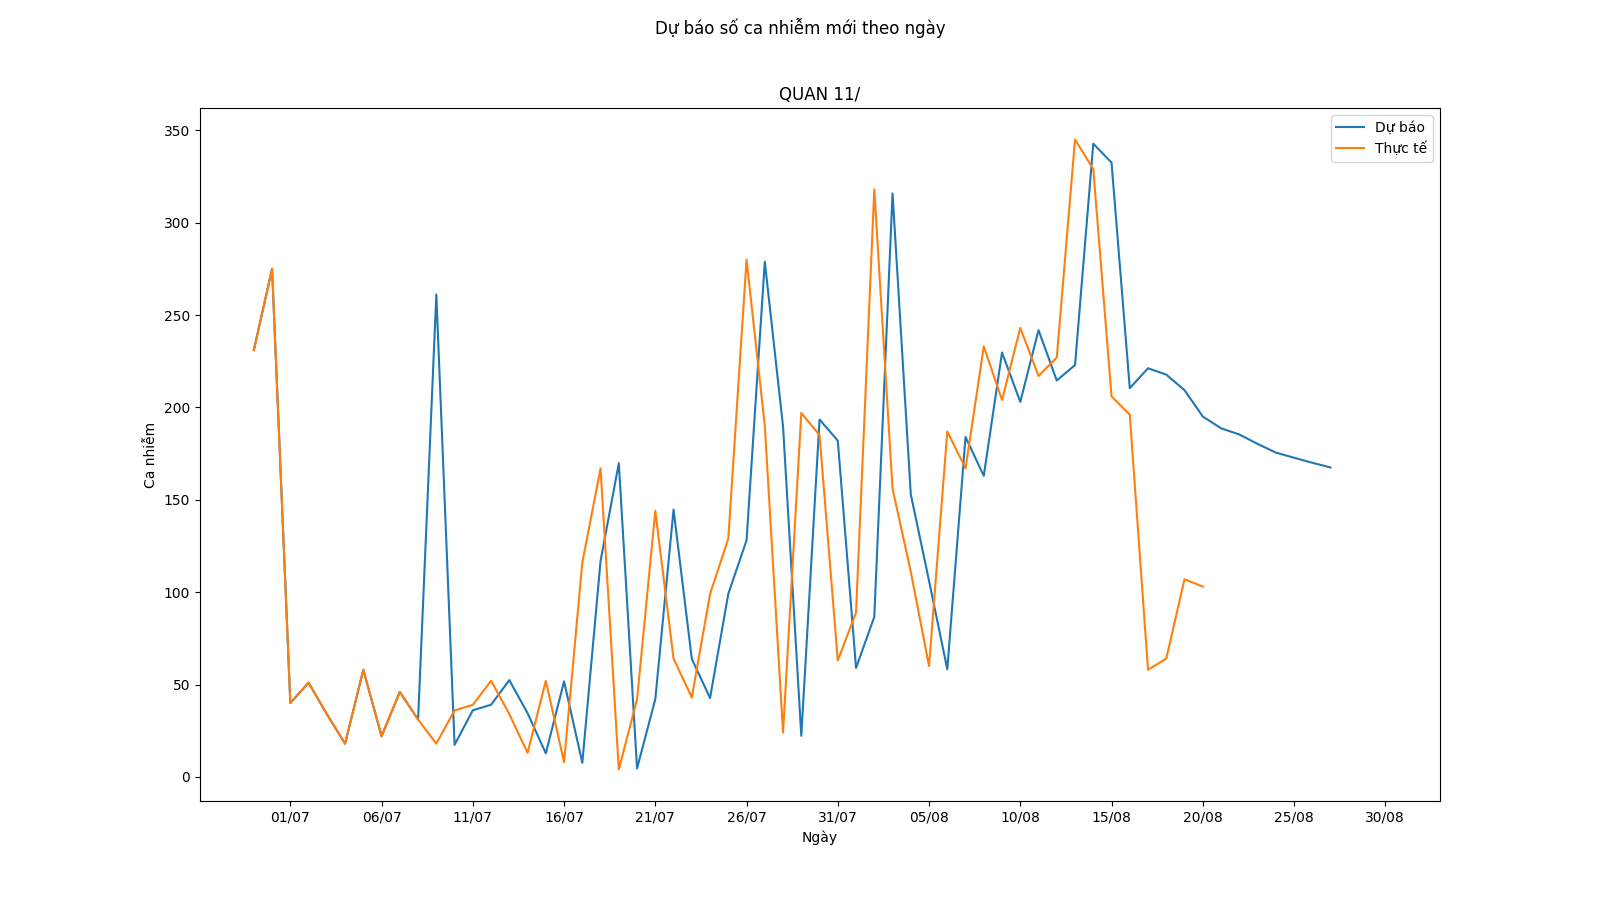 Dự báo số ca nhiễm mới theo ngày
QUAN 11/
Dự báo
Thực tế
350
300
250
200
150
100
50
0
Ca nhiễm
01/07 06/07 11/07 16/07 21/07 26/07 31/07 05/08 10/08 15/08 20/08 25/08 30/08
Ngày